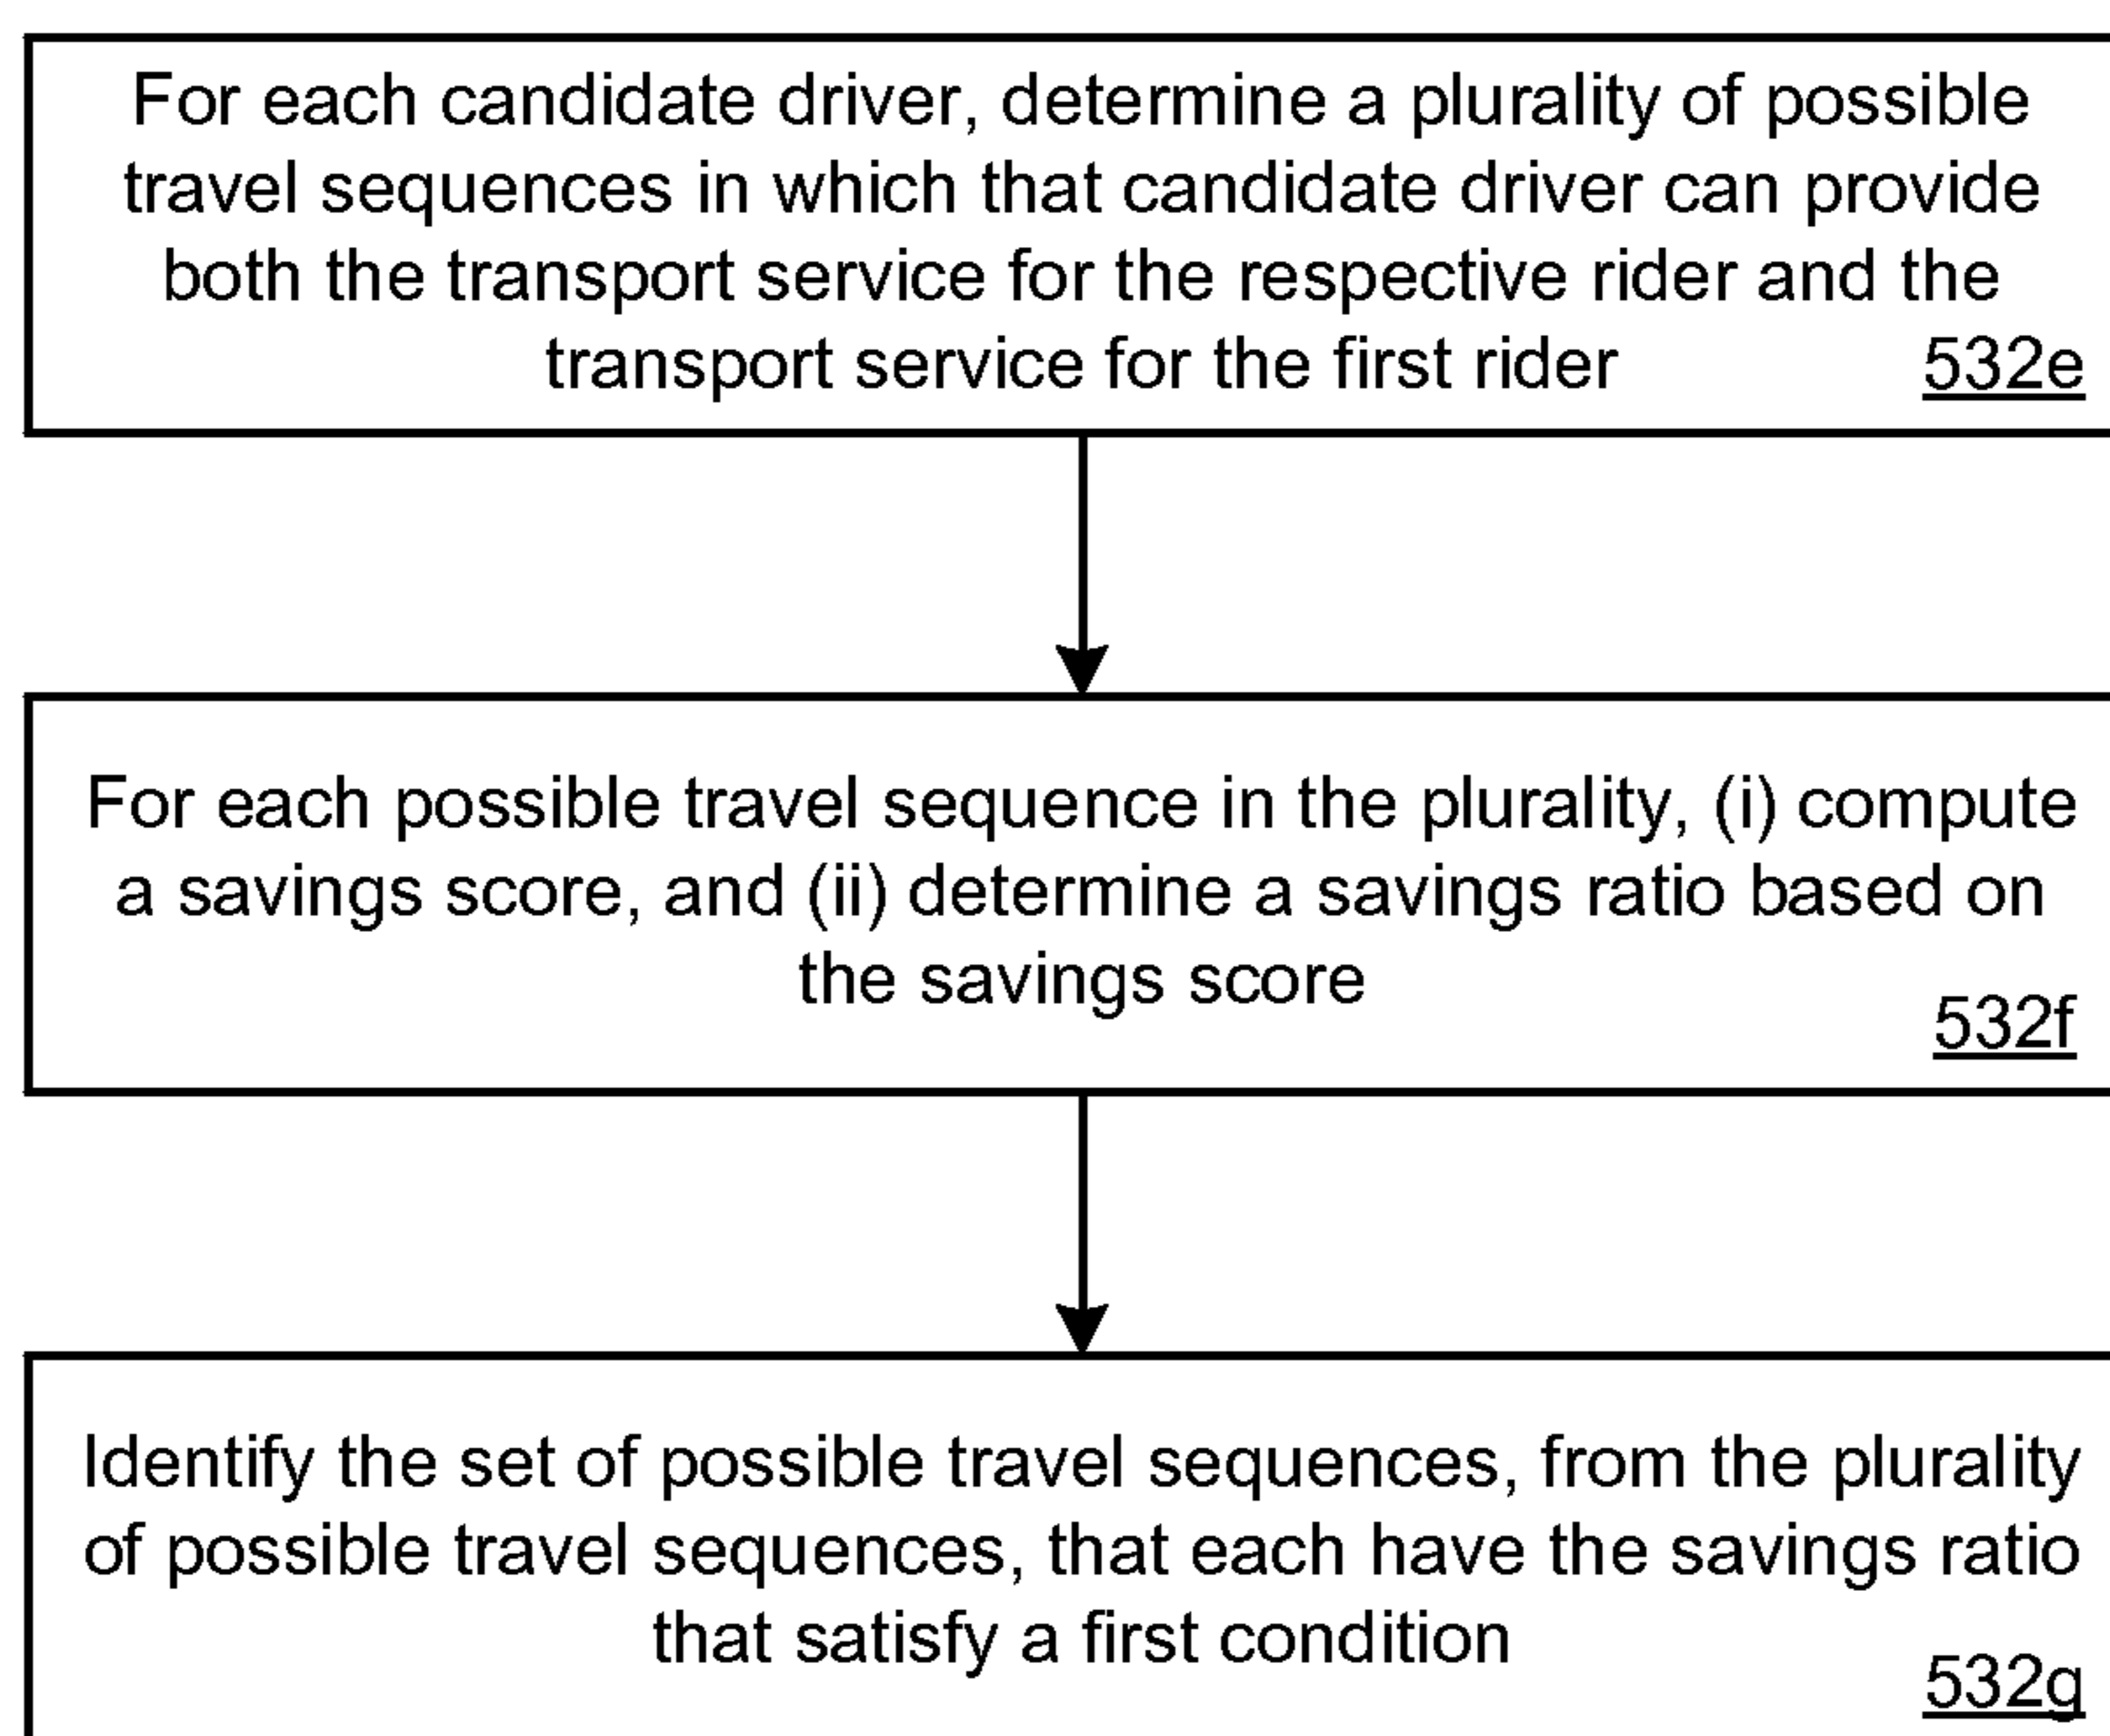 For each candidate driver, determine a plurality of possible
travel sequences in which that candidate driver can provide
both the transport service for the respective rider and the
transport service for the first rider
532e
For each possible travel sequence in the plurality, (i) compute
a savings score, and (ii) determine a savings ratio based on
the savings score
532f
Identify the set of possible travel sequences, from the plurality
of possible travel sequences, that each have the savings ratio
that satisfy a first condition
532g